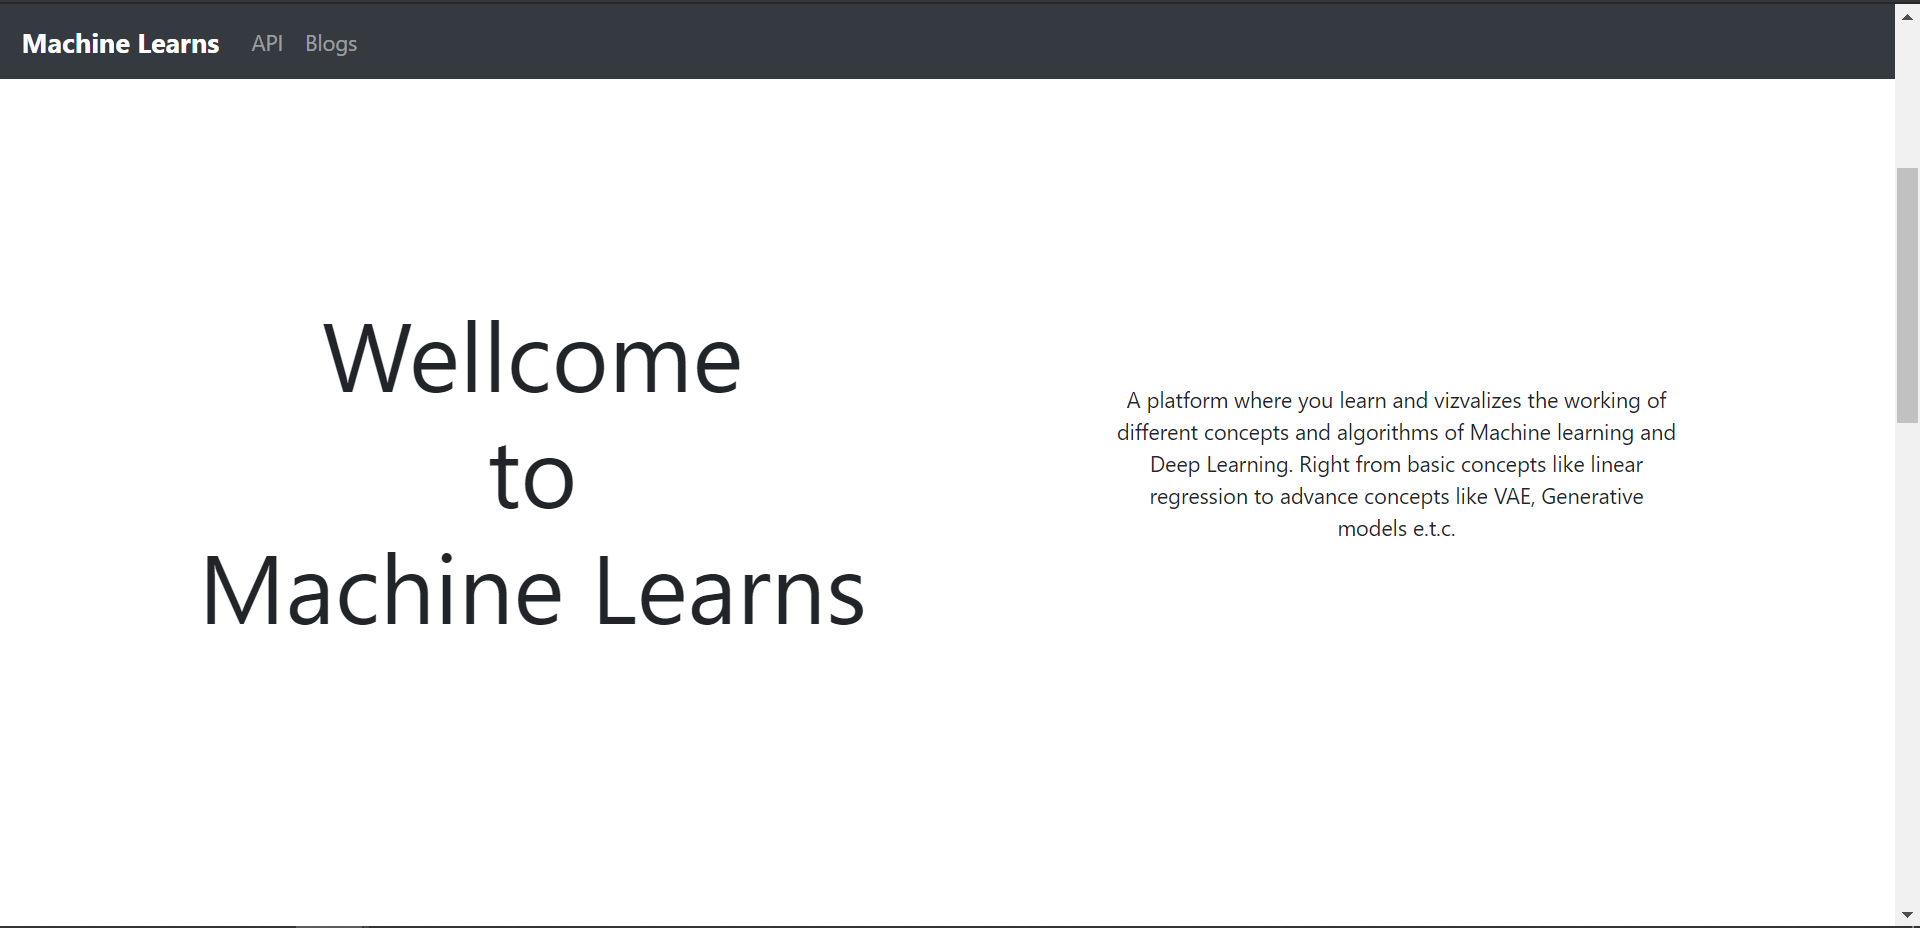 Machine Learns API Blogs
Wellcome
to
Machine Learns
A platform where you learn and vizvalizes the working of
different concepts and algorithms of Machine learning and
Deep Learning. Right from basic concepts like linear
regression to advance concepts like VAE, Generative
models e.t.c.